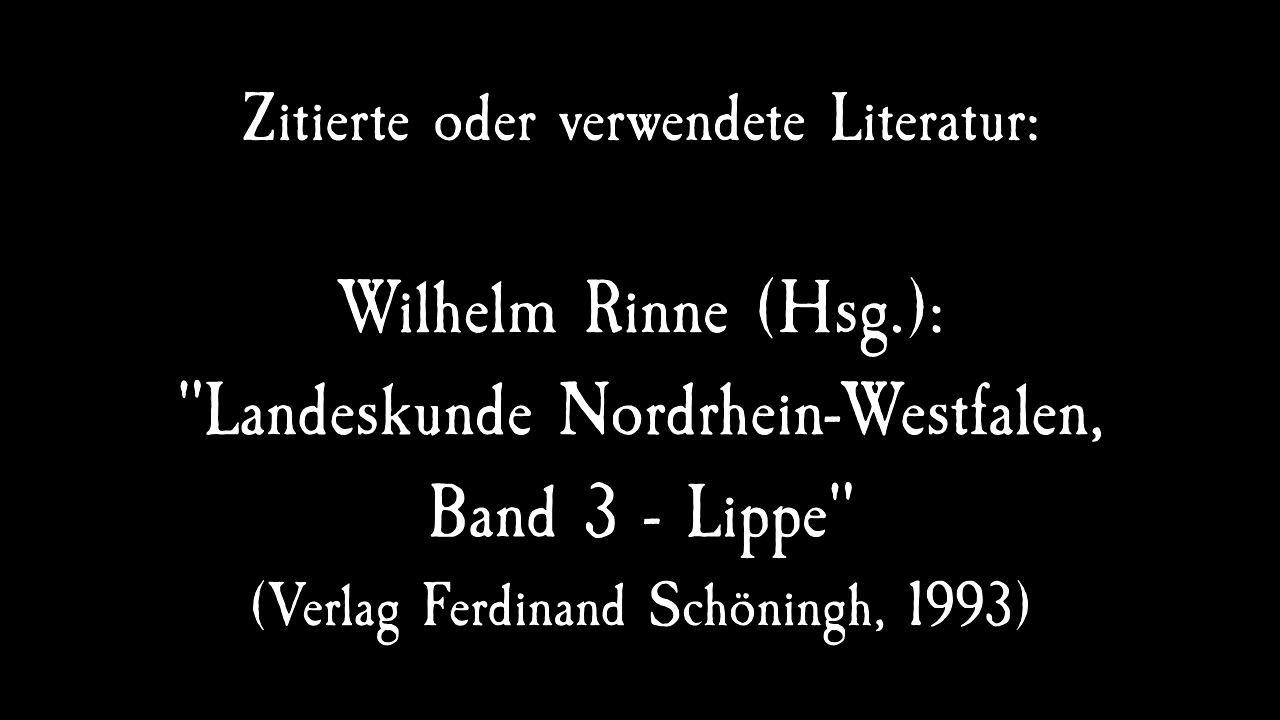 Zitierte oder verwendete Literatur:
Wilhelm Rinne (Hsg.):
"Landeskunde Nordrhein-Westfalen,
Band 3 - Lippe"
(Verlag Ferdinand Schöningh, 1993)